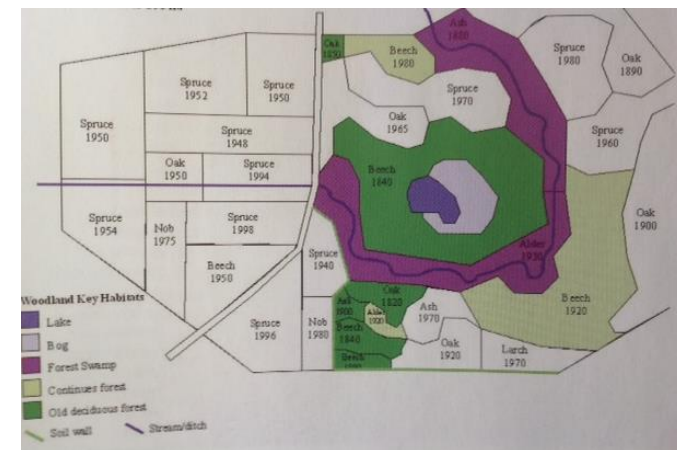 Ash
1880
Oak
Beech
1980
Spruce
1980
Oak
1890
Spruce
1952
Spruce
1950
Spruce
1970
Spruce
1950
Oak
1965
Spruce
1948
Spruce
1960
Oak
1950
Spruce
1994
Beech
1840
Spruce
1954
Nob
1975
Spruce
1998
Oak
1900
Alder
1930
Spruce
1940
Beech
1950
Oak
1820
Ash
1900
Alder
1920
Ash
1970
Beech
1920
Woodland Key Habitats
Lake
Bog
Forest Swamp
Continues forest
Old deciduous forest
Soil wall
Stream/ditch
Spruce
1996
Nob
1980
Beech
1840
Oak
1920
Larch
1970
Beech